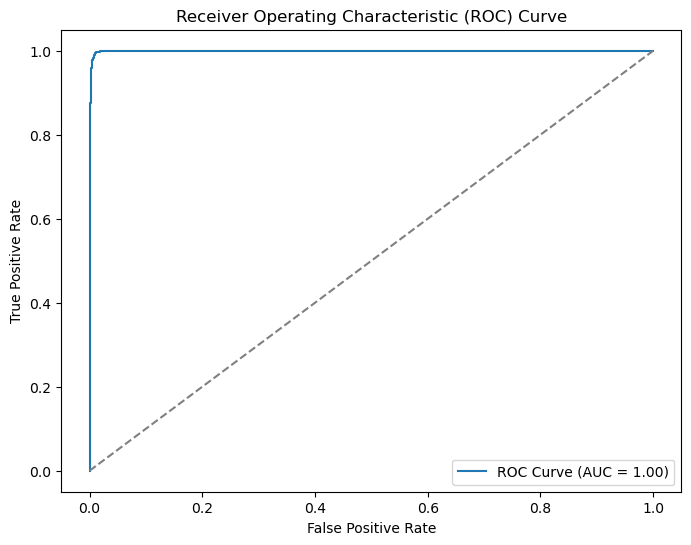 Receiver Operating Characteristic (ROC) Curve
1.0
0.8
0.6
0.4
0.2
0.0
True Positive Rate
ROC Curve (AUC = 1.00)
0.0 0.2 0.4 0.6 0.8 1.0
False Positive Rate